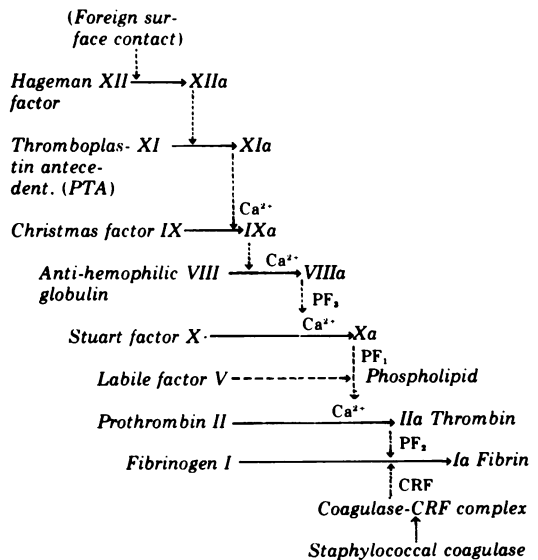 (Foreign sur-
face contact)
Hageman XII XIIa
factor
Thromboplas- XI XIa
tin antece-
dent. (PTA)
Ca²⁺
Christmas factor IX IXa
Ca²⁺
Anti-hemophilic VIII VIIIa
globulin
PF₃
Ca²⁺
Stuart factor X Xa
PF₁
Labile factor V Phospholipid
Ca²⁺
Prothrombin II IIa Thrombin
PF₂
Fibrinogen I Ia Fibrin
CRF
Coagulase-CRF complex
Staphylococcal coagulase